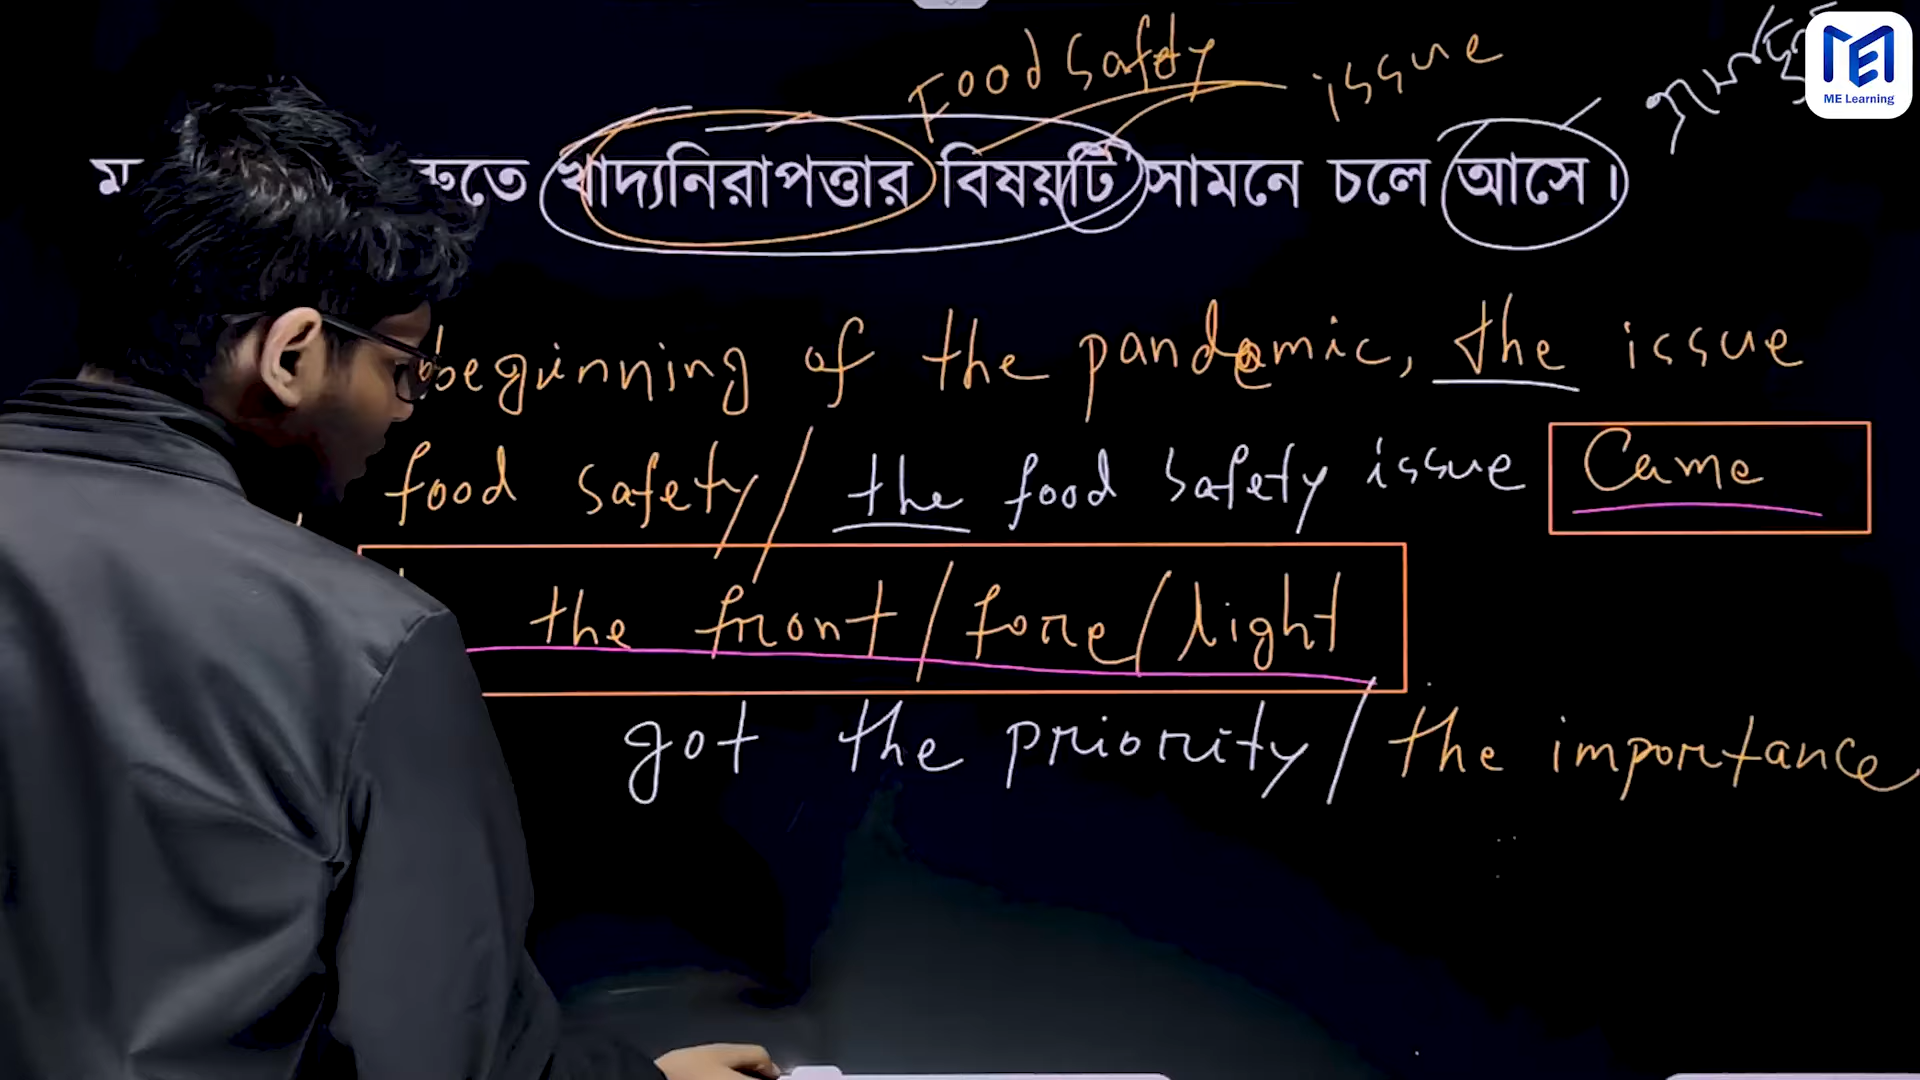 Food Safety issue
ME Learning
খাদ্যনিরাপত্তার বিষয়টি সামনে চলে আসে।
beginning of the pandemic, the issue
food safety / the food safety issue Came
the front / fore / light
got the priority / the importance